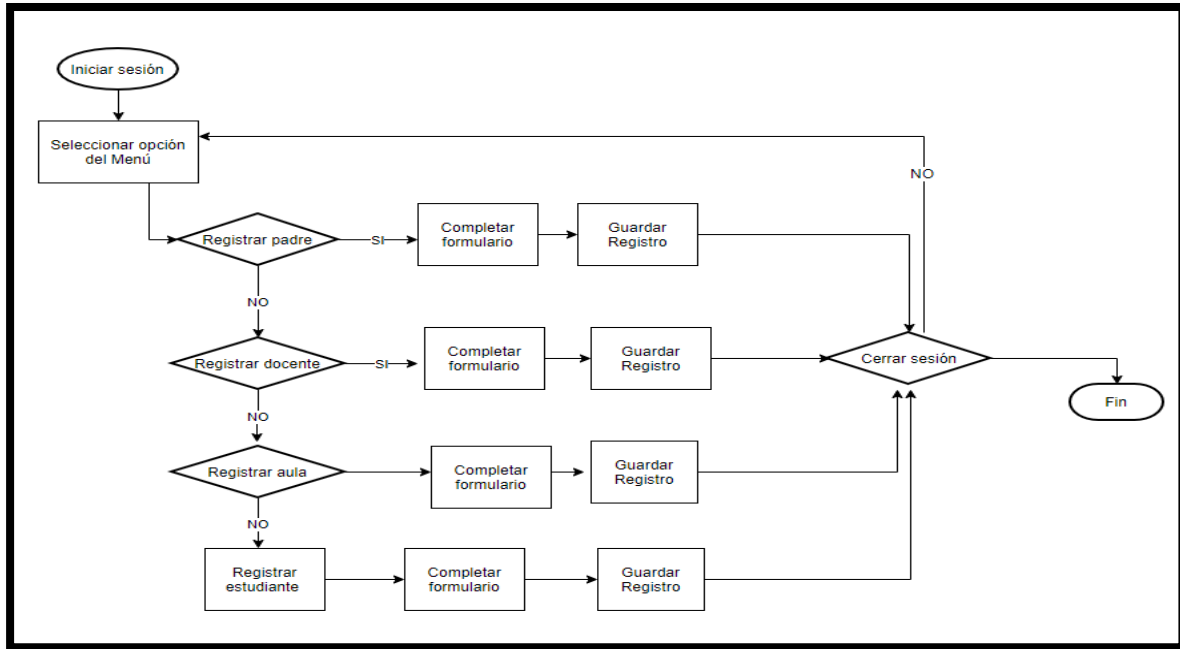 Iniciar sesión
Seleccionar opción
del Menú
NO
Registrar padre
SI
Completar
formulario
Guardar
Registro
NO
Registrar docente
SI
Completar
formulario
Guardar
Registro
Cerrar sesión
Fin
NO
Registrar aula
Completar
formulario
Guardar
Registro
NO
Registrar
estudiante
Completar
formulario
Guardar
Registro